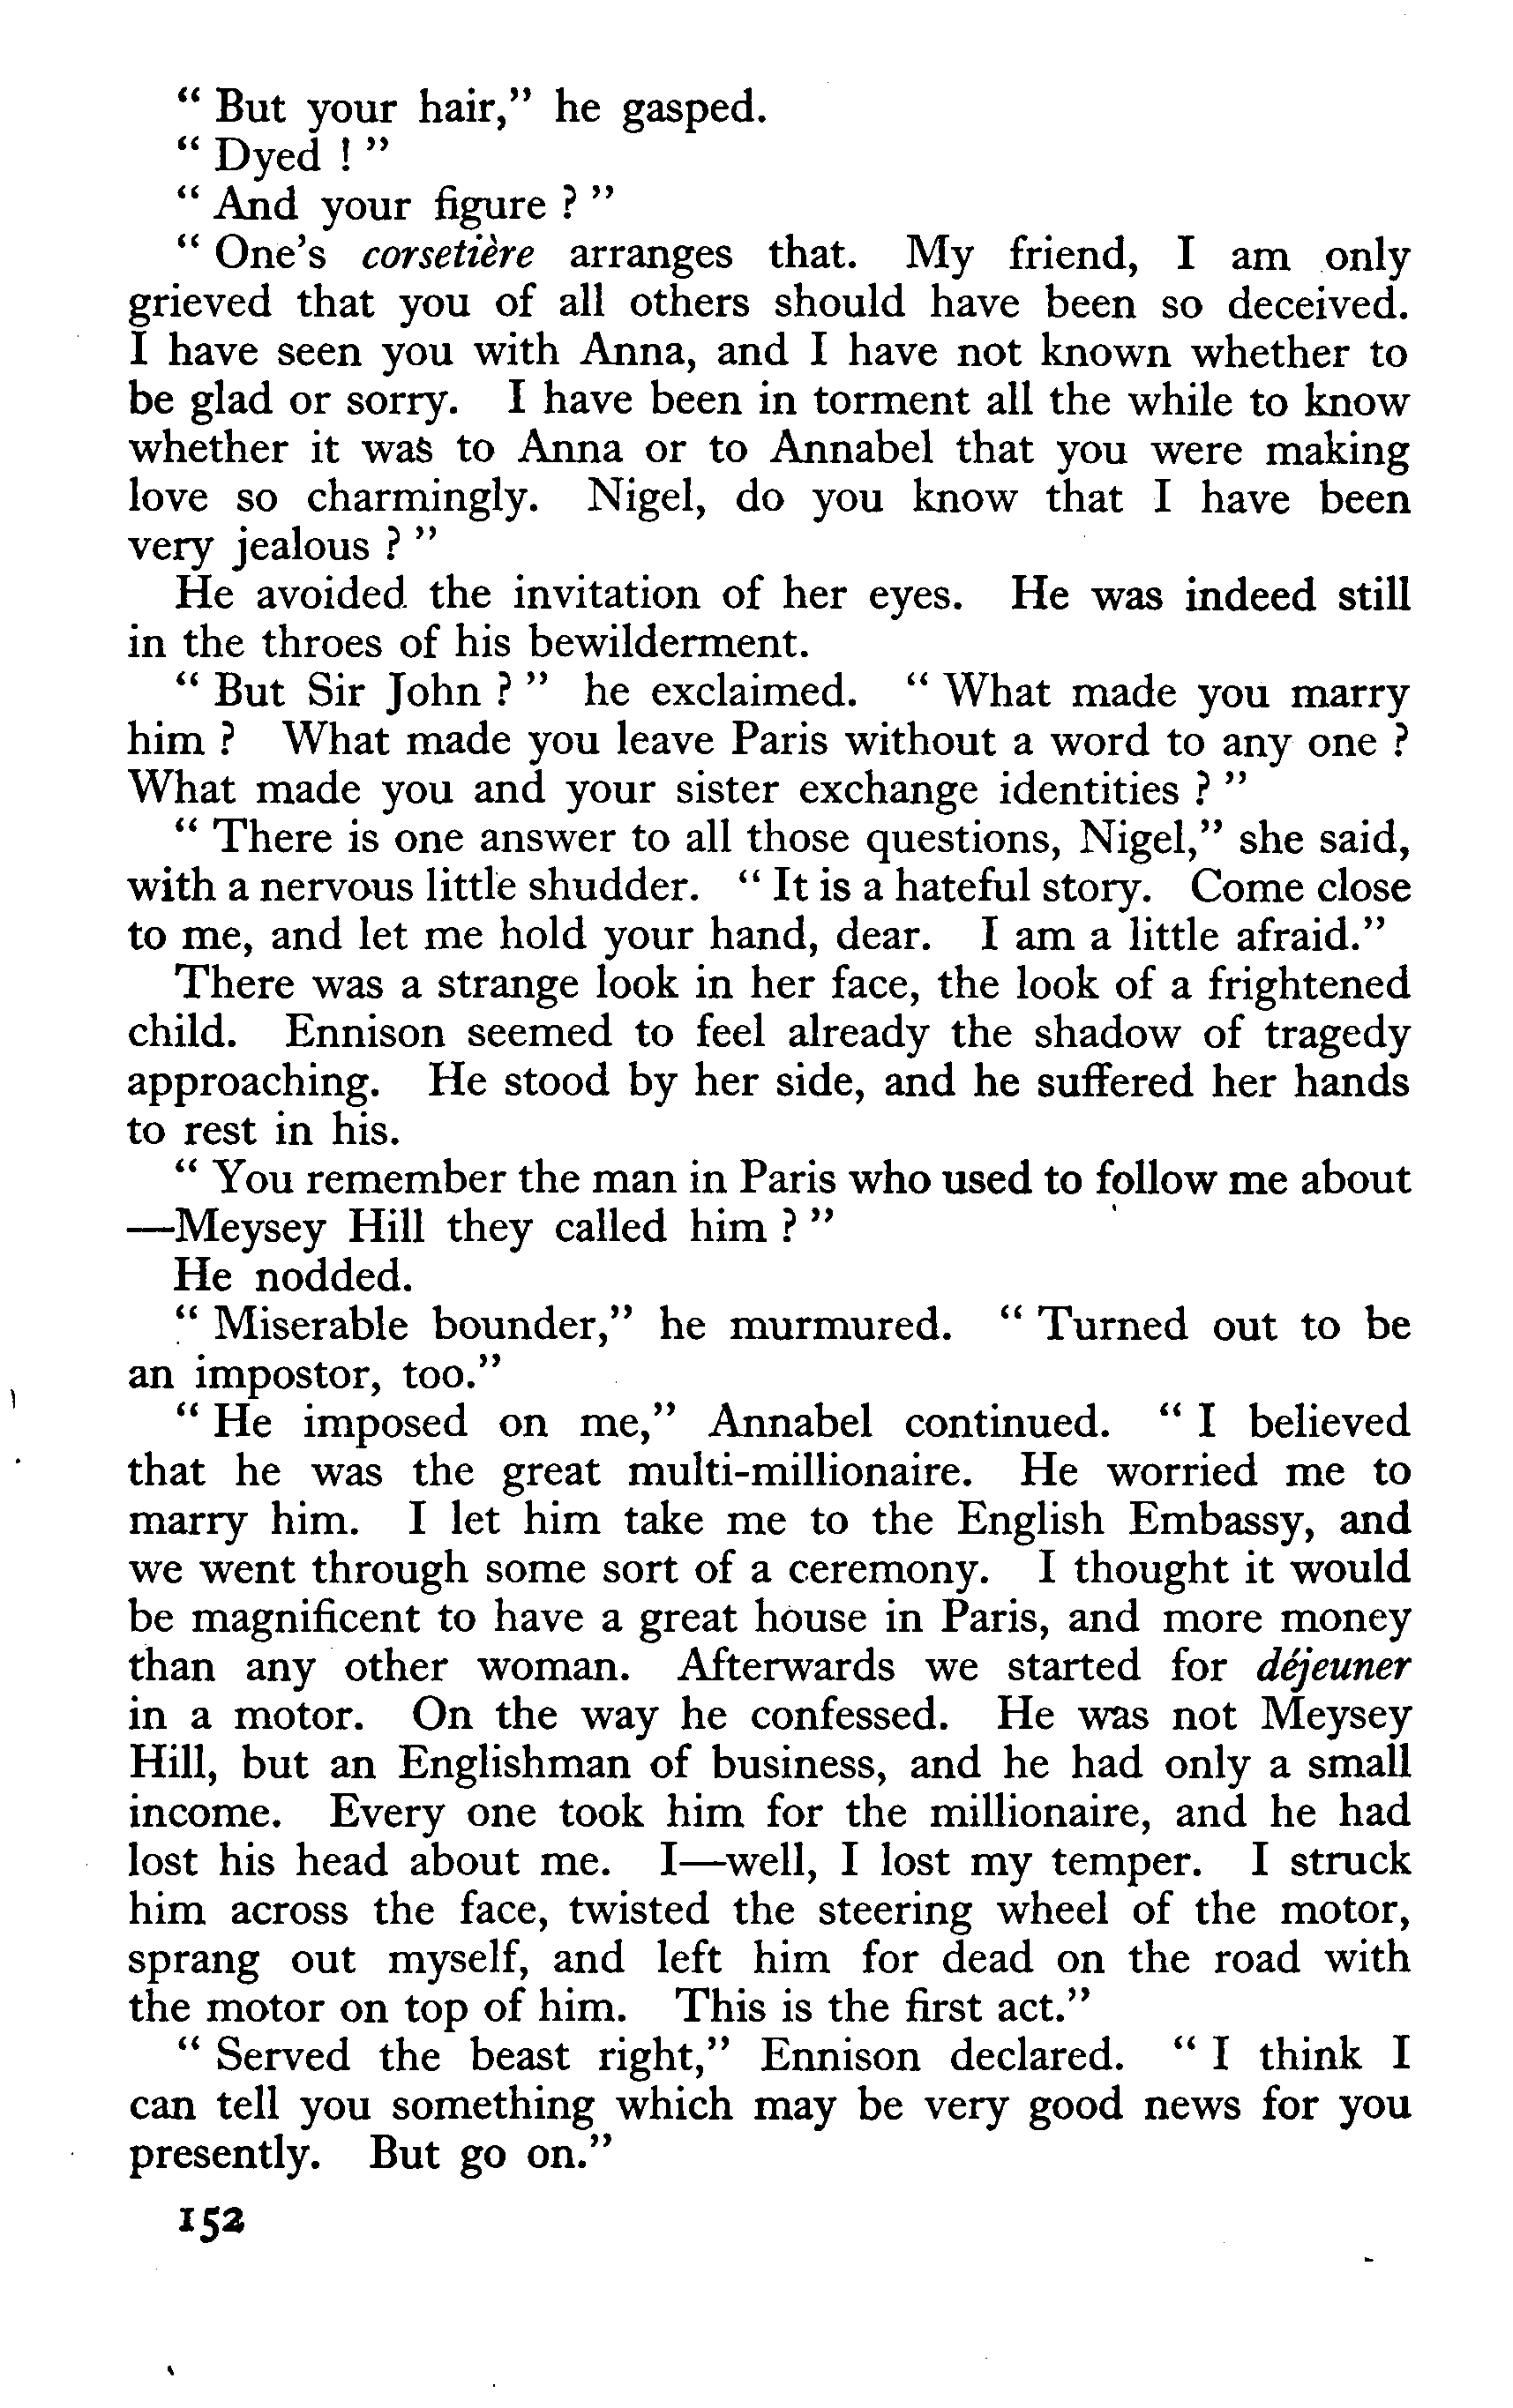 “ But your hair,” he gasped.
“ Dyed ! ”
“ And your figure ? ”
“ One’s corsetière arranges that. My friend, I am only
grieved that you of all others should have been so deceived.
I have seen you with Anna, and I have not known whether to
be glad or sorry. I have been in torment all the while to know
whether it was to Anna or to Annabel that you were making
love so charmingly. Nigel, do you know that I have been
very jealous ? ”
He avoided the invitation of her eyes. He was indeed still
in the throes of his bewilderment.
“ But Sir John ? ” he exclaimed. “ What made you marry
him ? What made you leave Paris without a word to any one ?
What made you and your sister exchange identities ? ”
“ There is one answer to all those questions, Nigel,” she said,
with a nervous little shudder. “ It is a hateful story. Come close
to me, and let me hold your hand, dear. I am a little afraid.”
There was a strange look in her face, the look of a frightened
child. Ennison seemed to feel already the shadow of tragedy
approaching. He stood by her side, and he suffered her hands
to rest in his.
“ You remember the man in Paris who used to follow me about
—Meysey Hill they called him ? ”
He nodded.
“ Miserable bounder,” he murmured. “ Turned out to be
an impostor, too.”
“ He imposed on me,” Annabel continued. “ I believed
that he was the great multi-millionaire. He worried me to
marry him. I let him take me to the English Embassy, and
we went through some sort of a ceremony. I thought it would
be magnificent to have a great house in Paris, and more money
than any other woman. Afterwards we started for déjeuner
in a motor. On the way he confessed. He was not Meysey
Hill, but an Englishman of business, and he had only a small
income. Every one took him for the millionaire, and he had
lost his head about me. I—well, I lost my temper. I struck
him across the face, twisted the steering wheel of the motor,
sprang out myself, and left him for dead on the road with
the motor on top of him. This is the first act.”
“ Served the beast right,” Ennison declared. “ I think I
can tell you something which may be very good news for you
presently. But go on.”
152